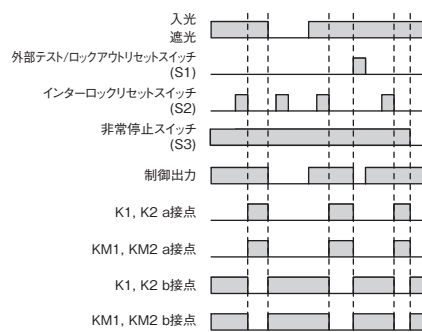 入光
遮光
外部テスト/ロックアウトリセットスイッチ
(S1)
インターロックリセットスイッチ
(S2)
非常停止スイッチ
(S3)
制御出力
K1, K2 a接点
KM1, KM2 a接点
K1, K2 b接点
KM1, KM2 b接点